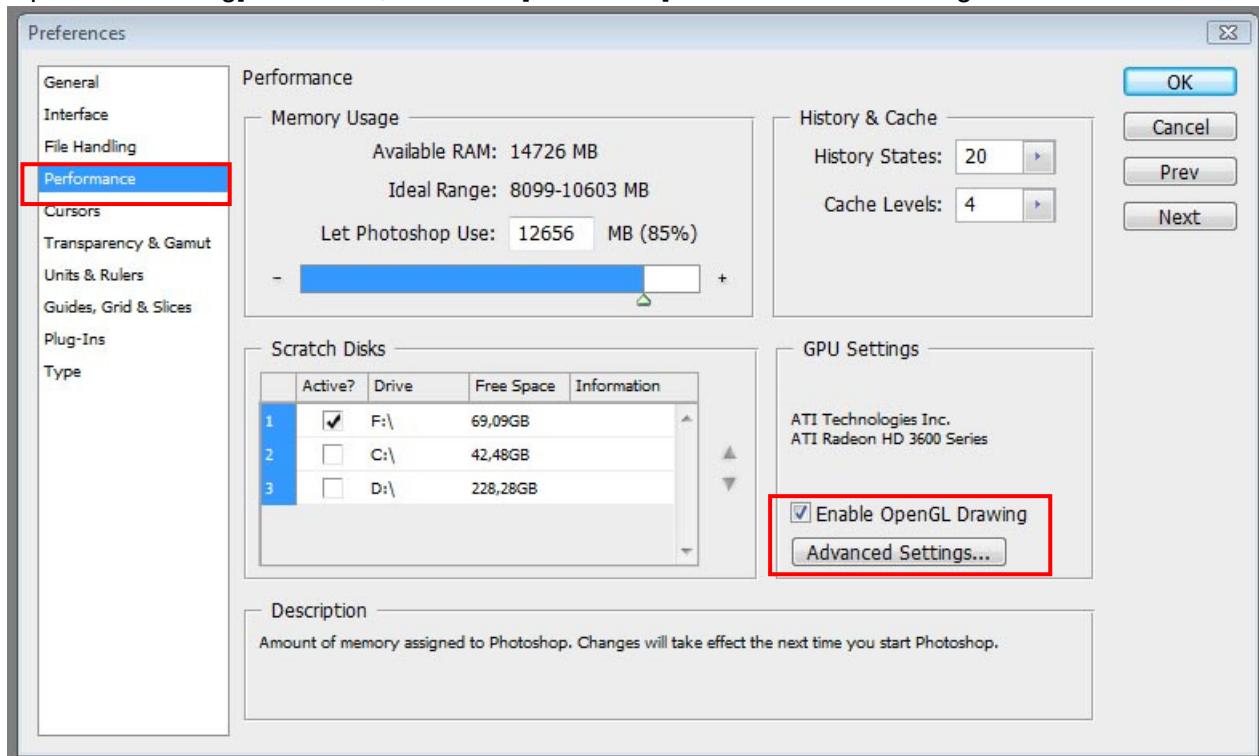 Preferences
General
Interface
File Handling
Performance
Cursors
Transparency & Gamut
Units & Rulers
Guides, Grid & Slices
Plug-Ins
Type
Performance
Memory Usage
Available RAM: 14726 MB
Ideal Range: 8099-10603 MB
Let Photoshop Use: 12656 MB (85%)
- +
History & Cache
History States: 20
Cache Levels: 4
OK
Cancel
Prev
Next
Scratch Disks
Active? Drive Free Space Information
1 F:\ 69,09GB
2 C:\ 42,48GB
3 D:\ 228,28GB
GPU Settings
ATI Technologies Inc.
ATI Radeon HD 3600 Series
Enable OpenGL Drawing
Advanced Settings...
Description
Amount of memory assigned to Photoshop. Changes will take effect the next time you start Photoshop.